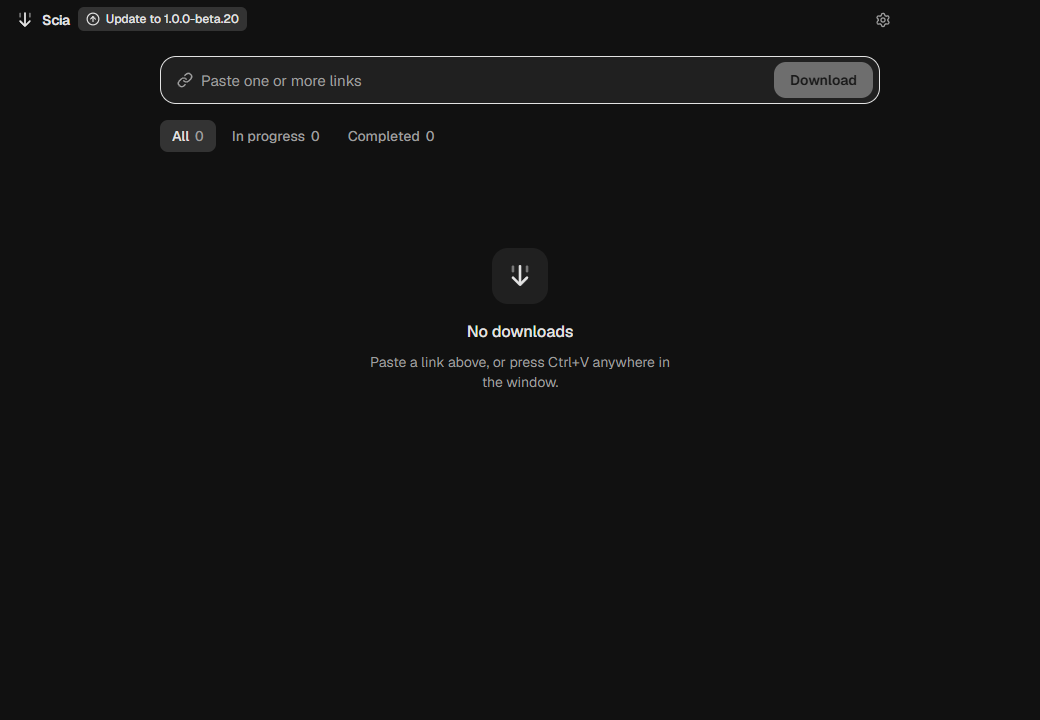 Scia
Update to 1.0.0-beta.20
Paste one or more links
Download
All 0
In progress 0
Completed 0
No downloads
Paste a link above, or press Ctrl+V anywhere in
the window.